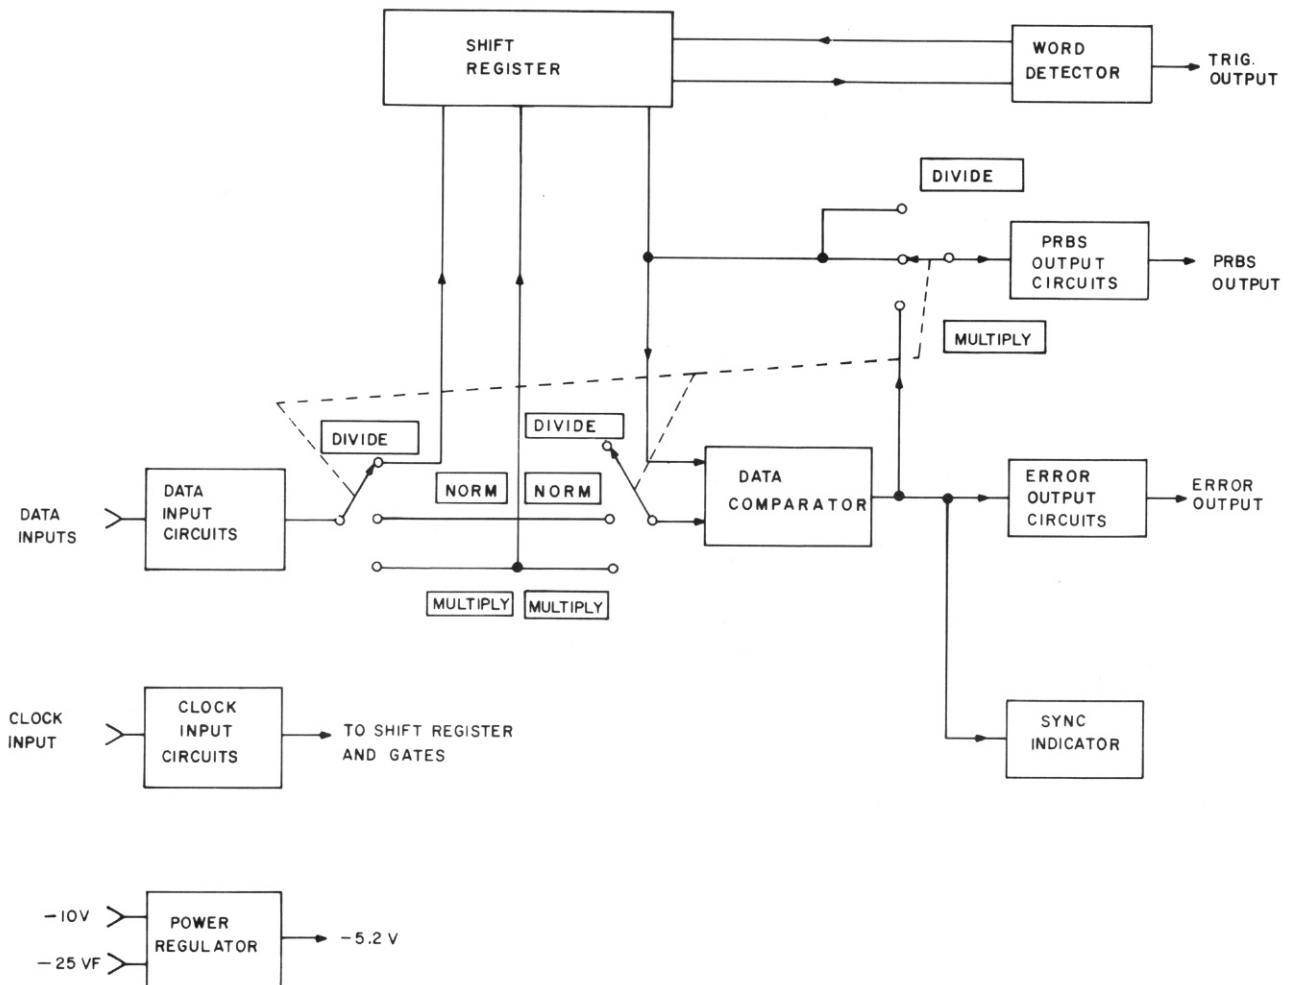 SHIFT
REGISTER
WORD
DETECTOR
TRIG.
OUTPUT
DIVIDE
PRBS
OUTPUT
CIRCUITS
PRBS
OUTPUT
MULTIPLY
DIVIDE
DIVIDE
DATA
INPUTS
DATA
INPUT
CIRCUITS
NORM
NORM
DATA
COMPARATOR
ERROR
OUTPUT
CIRCUITS
ERROR
OUTPUT
MULTIPLY
MULTIPLY
CLOCK
INPUT
CLOCK
INPUT
CIRCUITS
TO SHIFT REGISTER
AND GATES
SYNC
INDICATOR
-10V
-25 VF
POWER
REGULATOR
-5.2 V